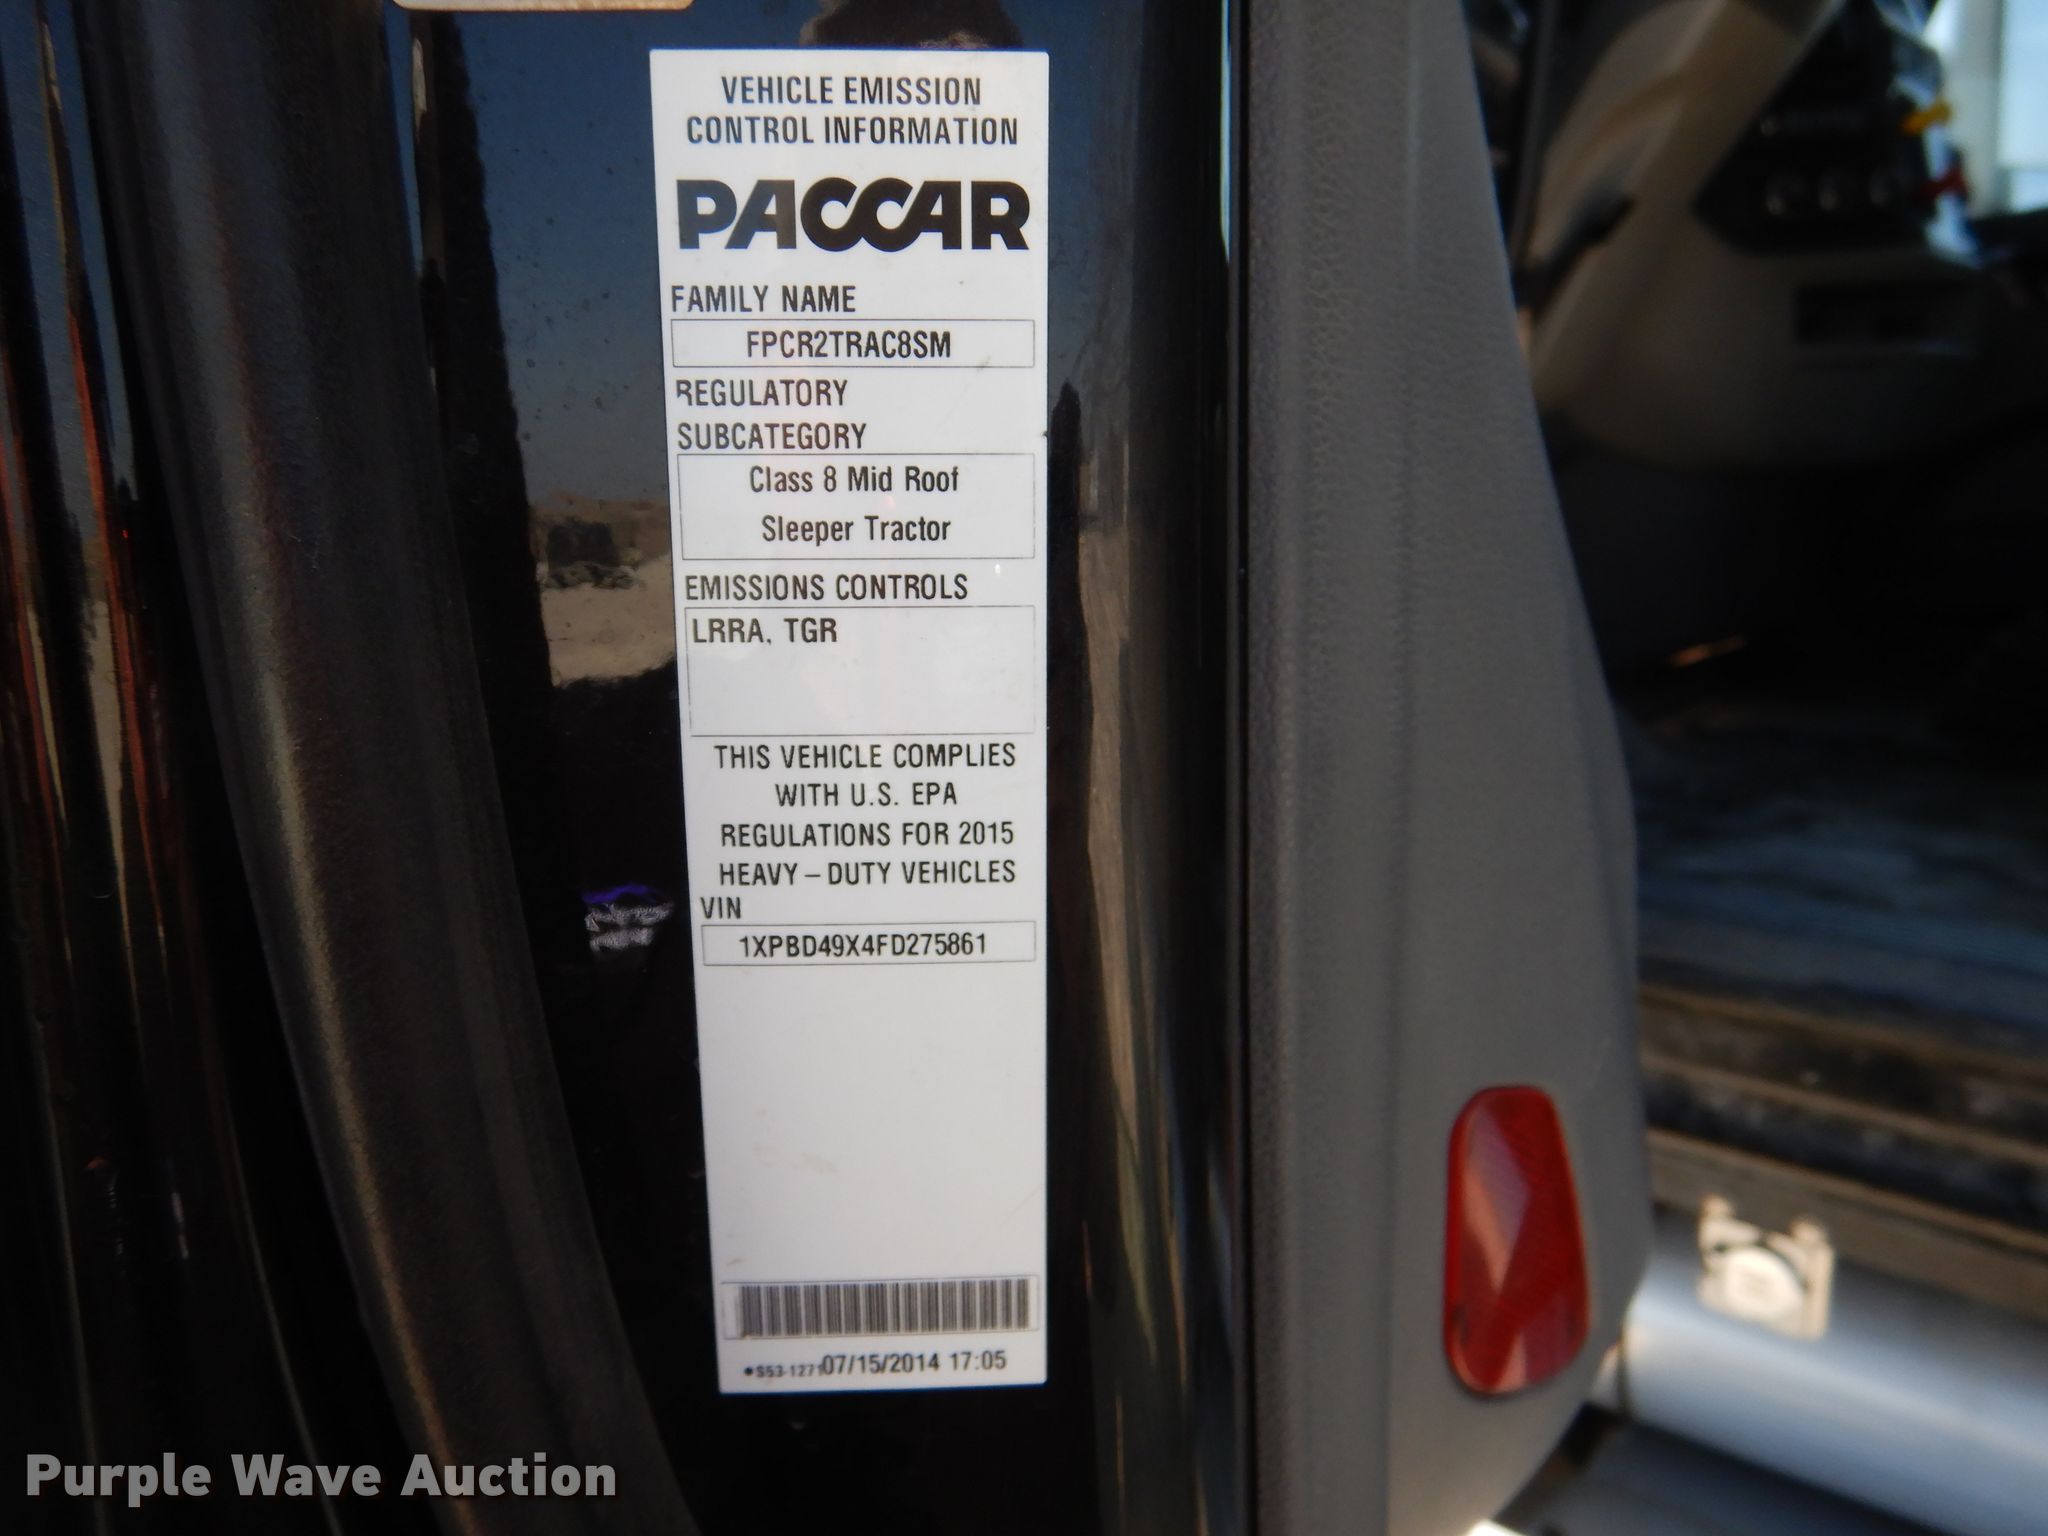 VEHICLE EMISSION
CONTROL INFORMATION
PACCAR
FAMILY NAME
FPCR2TRAC8SM
REGULATORY
SUBCATEGORY
Class 8 Mid Roof
Sleeper Tractor
EMISSIONS CONTROLS
LRRA, TGR
THIS VEHICLE COMPLIES
WITH U.S. EPA
REGULATIONS FOR 2015
HEAVY-DUTY VEHICLES
VIN
1XPBD49X4FD275861
•S53-1271 07/15/2014 17:05
Purple Wave Auction